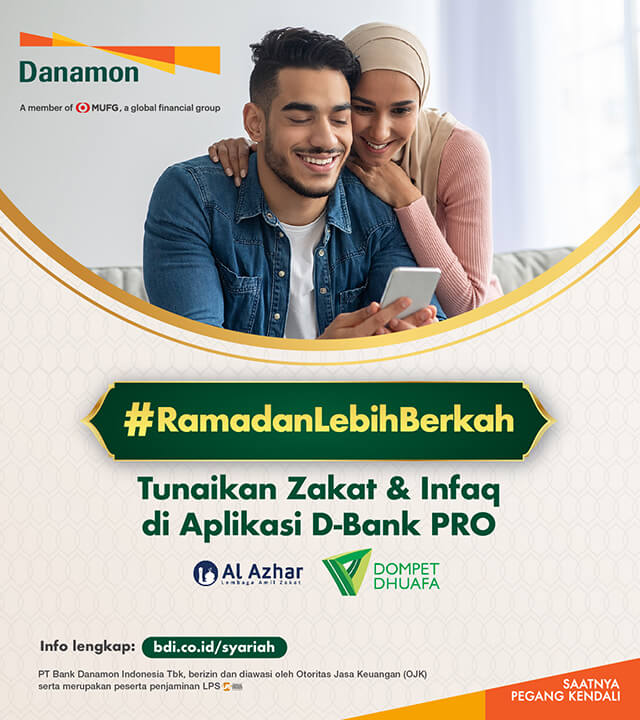 Danamon
A member of MUFG, a global financial group
#RamadanLebihBerkah
Tunaikan Zakat & Infaq
di Aplikasi D-Bank PRO
Al Azhar
Lembaga Amil Zakat
DOMPET
DHUAFA
Info lengkap: bdi.co.id/syariah
PT Bank Danamon Indonesia Tbk, berizin dan diawasi oleh Otoritas Jasa Keuangan (OJK)
serta merupakan peserta penjaminan LPS
SAATNYA
PEGANG KENDALI